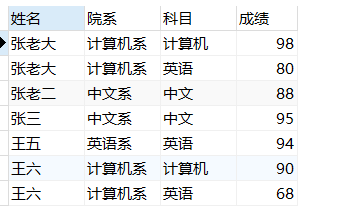 姓名 院系 科目 成绩
张老大 计算机系 计算机 98
张老大 计算机系 英语 80
张老二 中文系 中文 88
张三 中文系 中文 95
王五 英语系 英语 94
王六 计算机系 计算机 90
王六 计算机系 英语 68